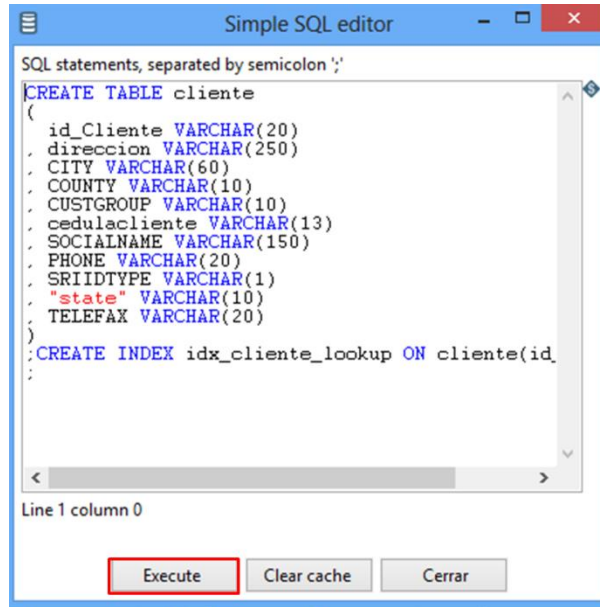 Simple SQL editor
SQL statements, separated by semicolon ';'
CREATE TABLE cliente
(
  id_Cliente VARCHAR(20)
, direccion VARCHAR(250)
, CITY VARCHAR(60)
, COUNTY VARCHAR(10)
, CUSTGROUP VARCHAR(10)
, cedulacliente VARCHAR(13)
, SOCIALNAME VARCHAR(150)
, PHONE VARCHAR(20)
, SRIIDTYPE VARCHAR(1)
, "state" VARCHAR(10)
, TELEFAX VARCHAR(20)
)
;CREATE INDEX idx_cliente_lookup ON cliente(id_
;
Line 1 column 0
Execute Clear cache Cerrar